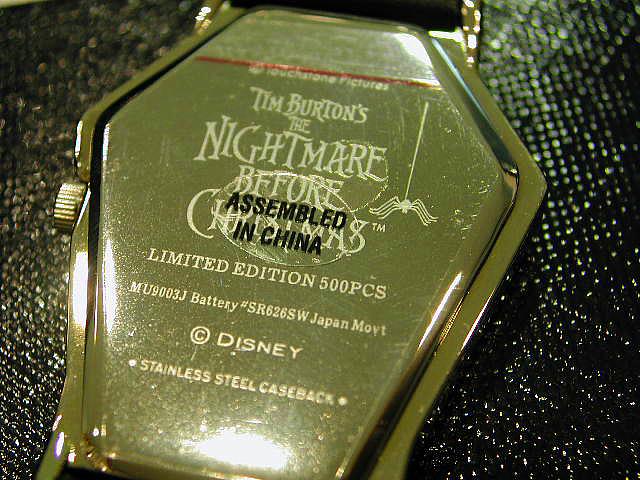 © Touchstone Pictures
TIM BURTON'S
THE
NIGHTMARE
BEFORE
CHRISTMAS™
ASSEMBLED
IN CHINA
LIMITED EDITION 500PCS
MU9003J Battery #SR626SW Japan Movt
© DISNEY
• STAINLESS STEEL CASEBACK •